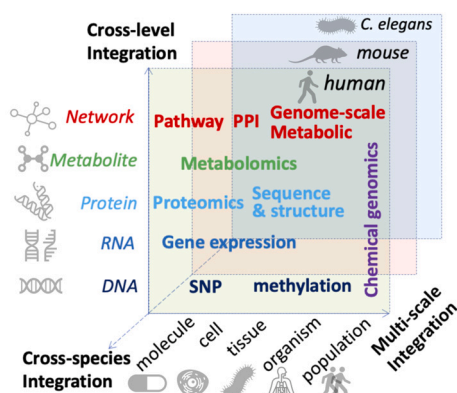 Cross-level
Integration
C. elegans
mouse
human
Network
Pathway PPI Genome-scale
Metabolic
Metabolite
Metabolomics
Protein
Proteomics Sequence
& structure
RNA
Gene expression
DNA
SNP methylation
Chemical genomics
molecule
cell
tissue
organism
population
Multi-scale
Integration
Cross-species
Integration